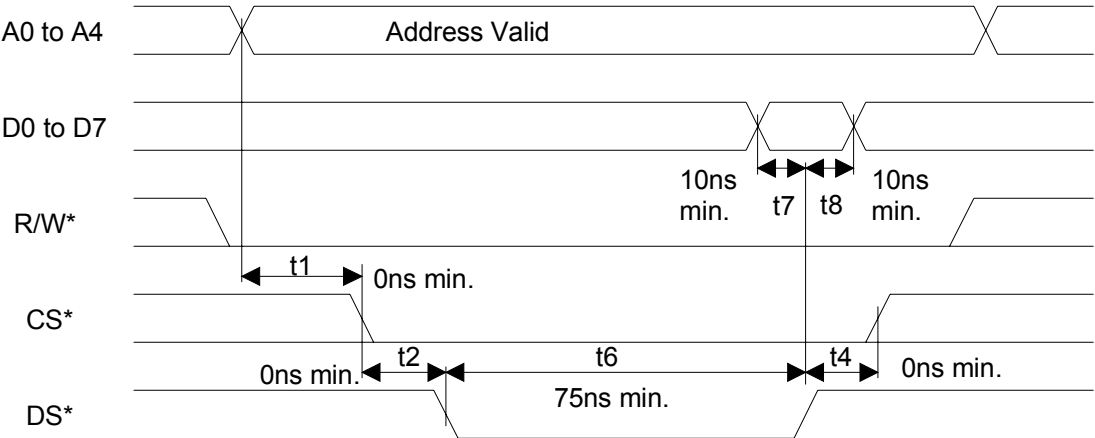 A0 to A4
Address Valid
D0 to D7
10ns
min.
t7
t8
10ns
min.
R/W*
t1
0ns min.
CS*
0ns min.
t2
t6
75ns min.
t4
0ns min.
DS*